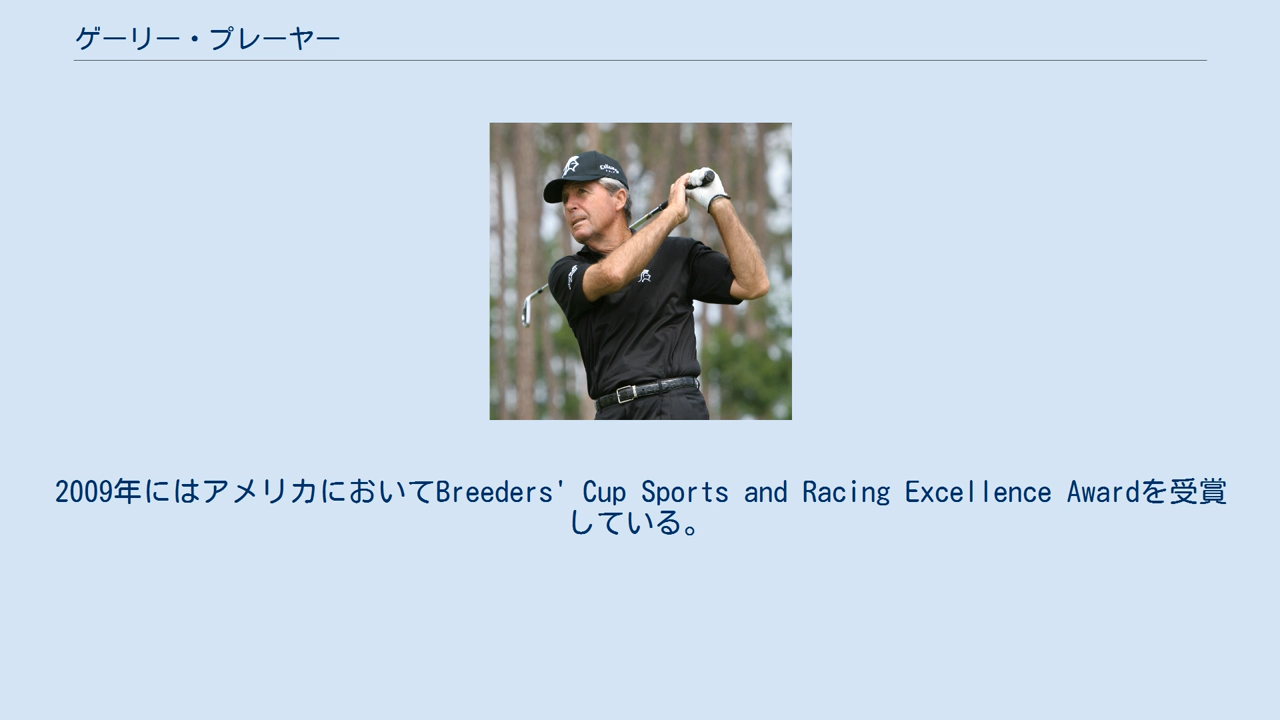 ゲーリー・プレーヤー
2009年にはアメリカにおいてBreeders' Cup Sports and Racing Excellence Awardを受賞
している。